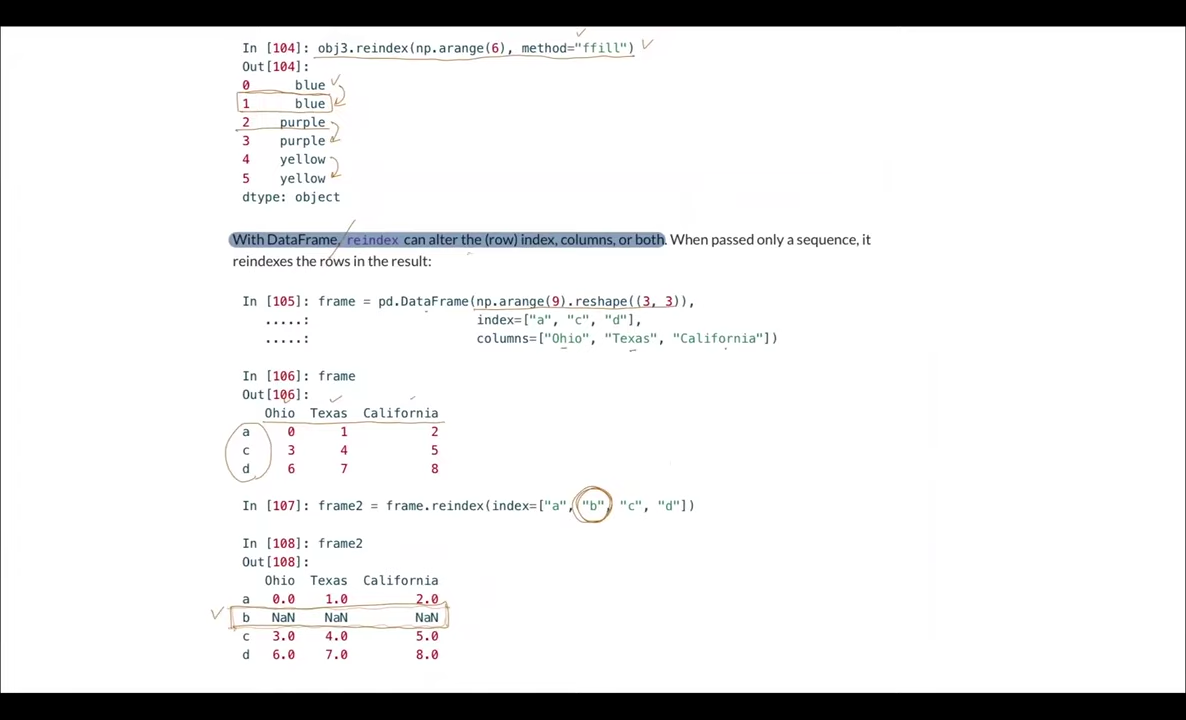 In [104]: obj3.reindex(np.arange(6), method="ffill")
Out[104]:
0 blue
1 blue
2 purple
3 purple
4 yellow
5 yellow
dtype: object
With DataFrame, reindex can alter the (row) index, columns, or both. When passed only a sequence, it
reindexes the rows in the result:
In [105]: frame = pd.DataFrame(np.arange(9).reshape((3, 3)),
.....: index=["a", "c", "d"],
.....: columns=["Ohio", "Texas", "California"])
In [106]: frame
Out[106]:
Ohio Texas California
a 0 1 2
c 3 4 5
d 6 7 8
In [107]: frame2 = frame.reindex(index=["a", "b", "c", "d"])
In [108]: frame2
Out[108]:
Ohio Texas California
a 0.0 1.0 2.0
b NaN NaN NaN
c 3.0 4.0 5.0
d 6.0 7.0 8.0